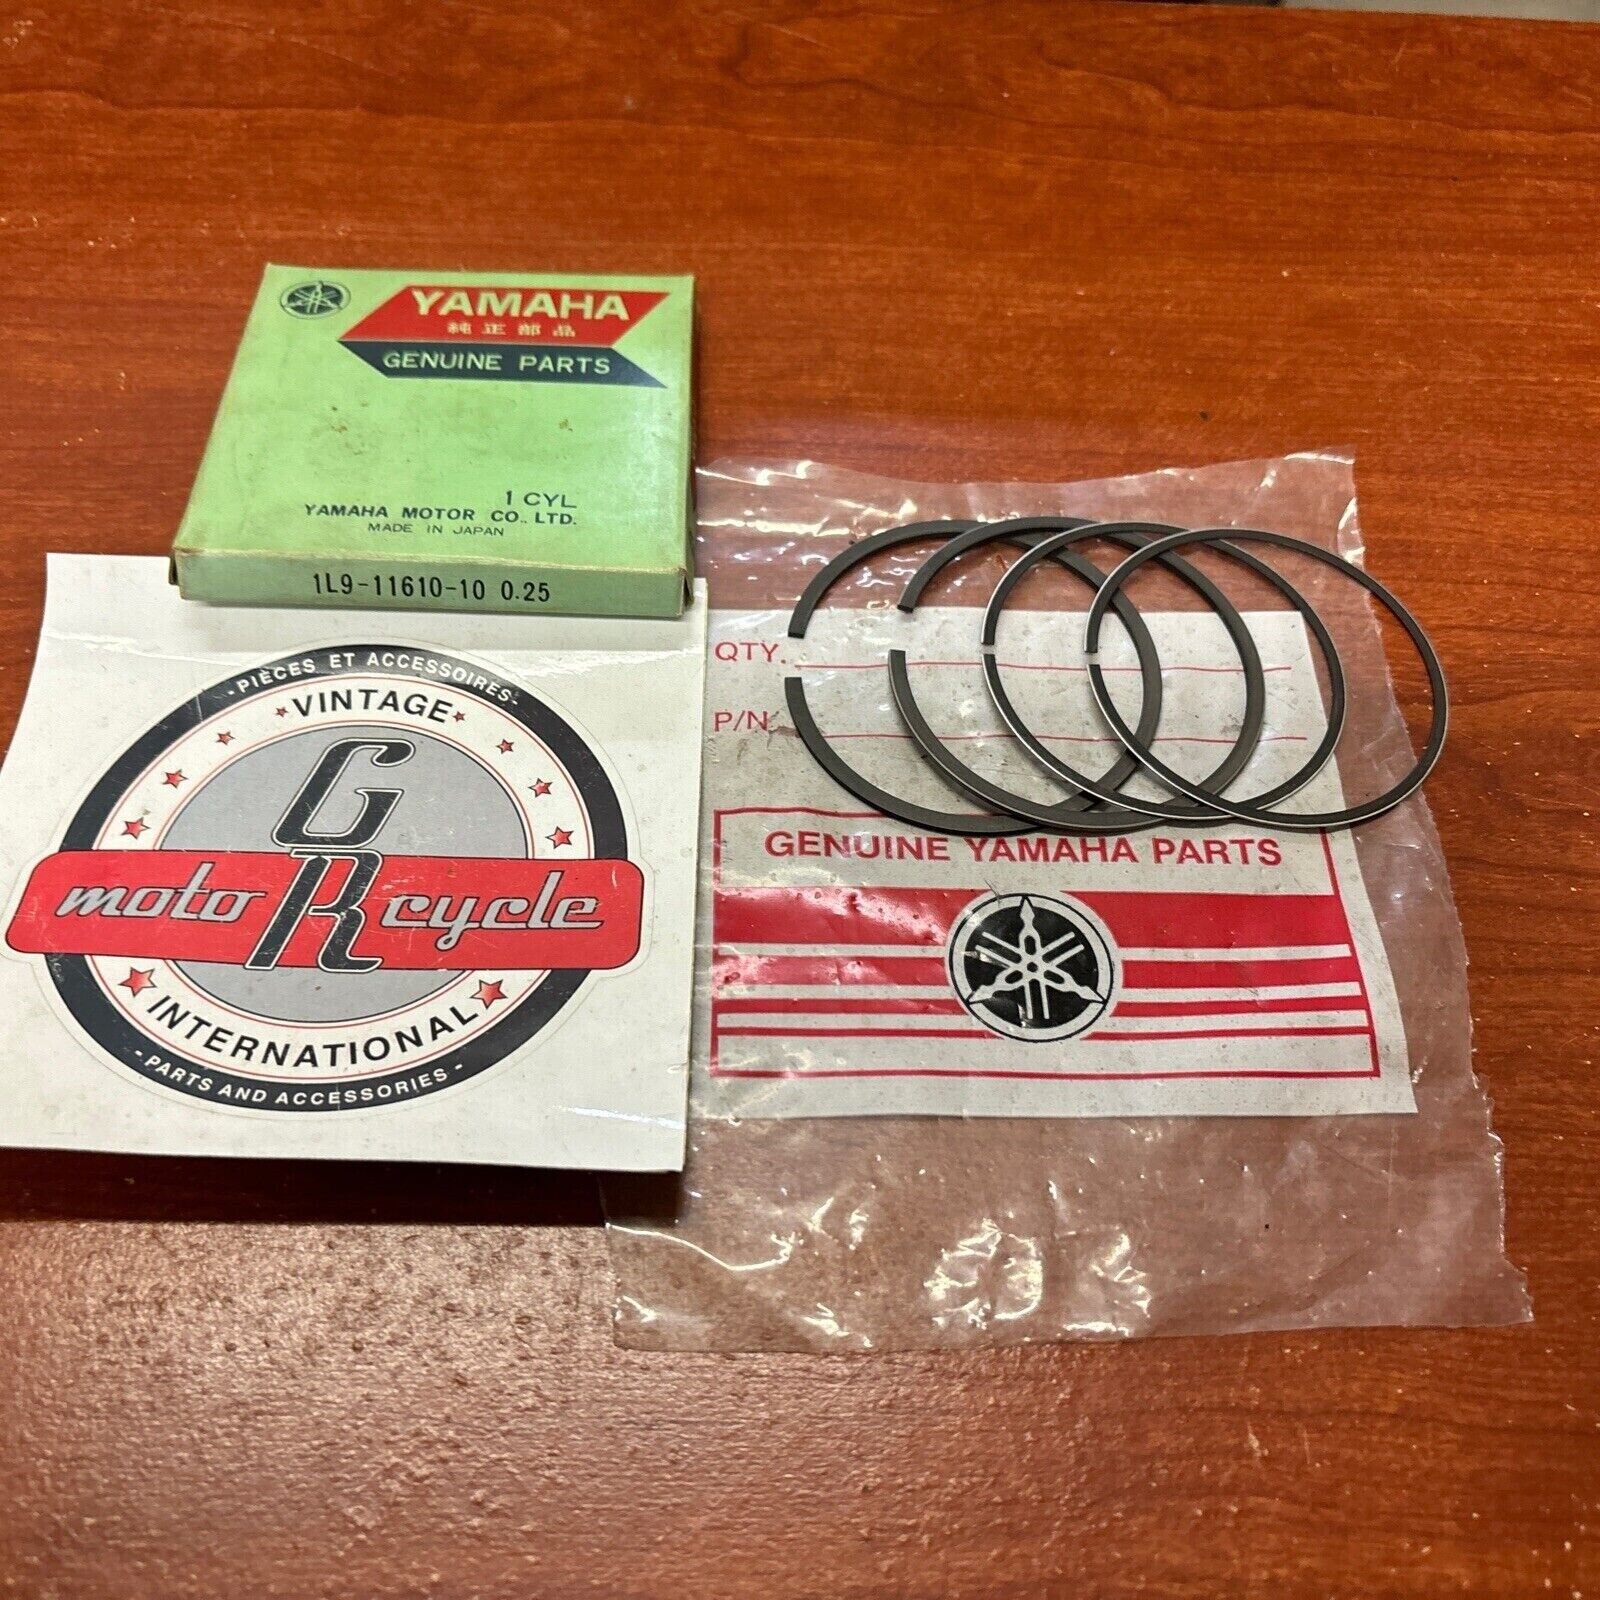 YAMAHA
純正部品
GENUINE PARTS
1 CYL
YAMAHA MOTOR CO., LTD.
MADE IN JAPAN
1L9-11610-10 0.25
- PIÈCES ET ACCESSOIRES -
VINTAGE
G
moto R cycle
INTERNATIONAL
- PARTS AND ACCESSORIES -
QTY.
P/N
GENUINE YAMAHA PARTS